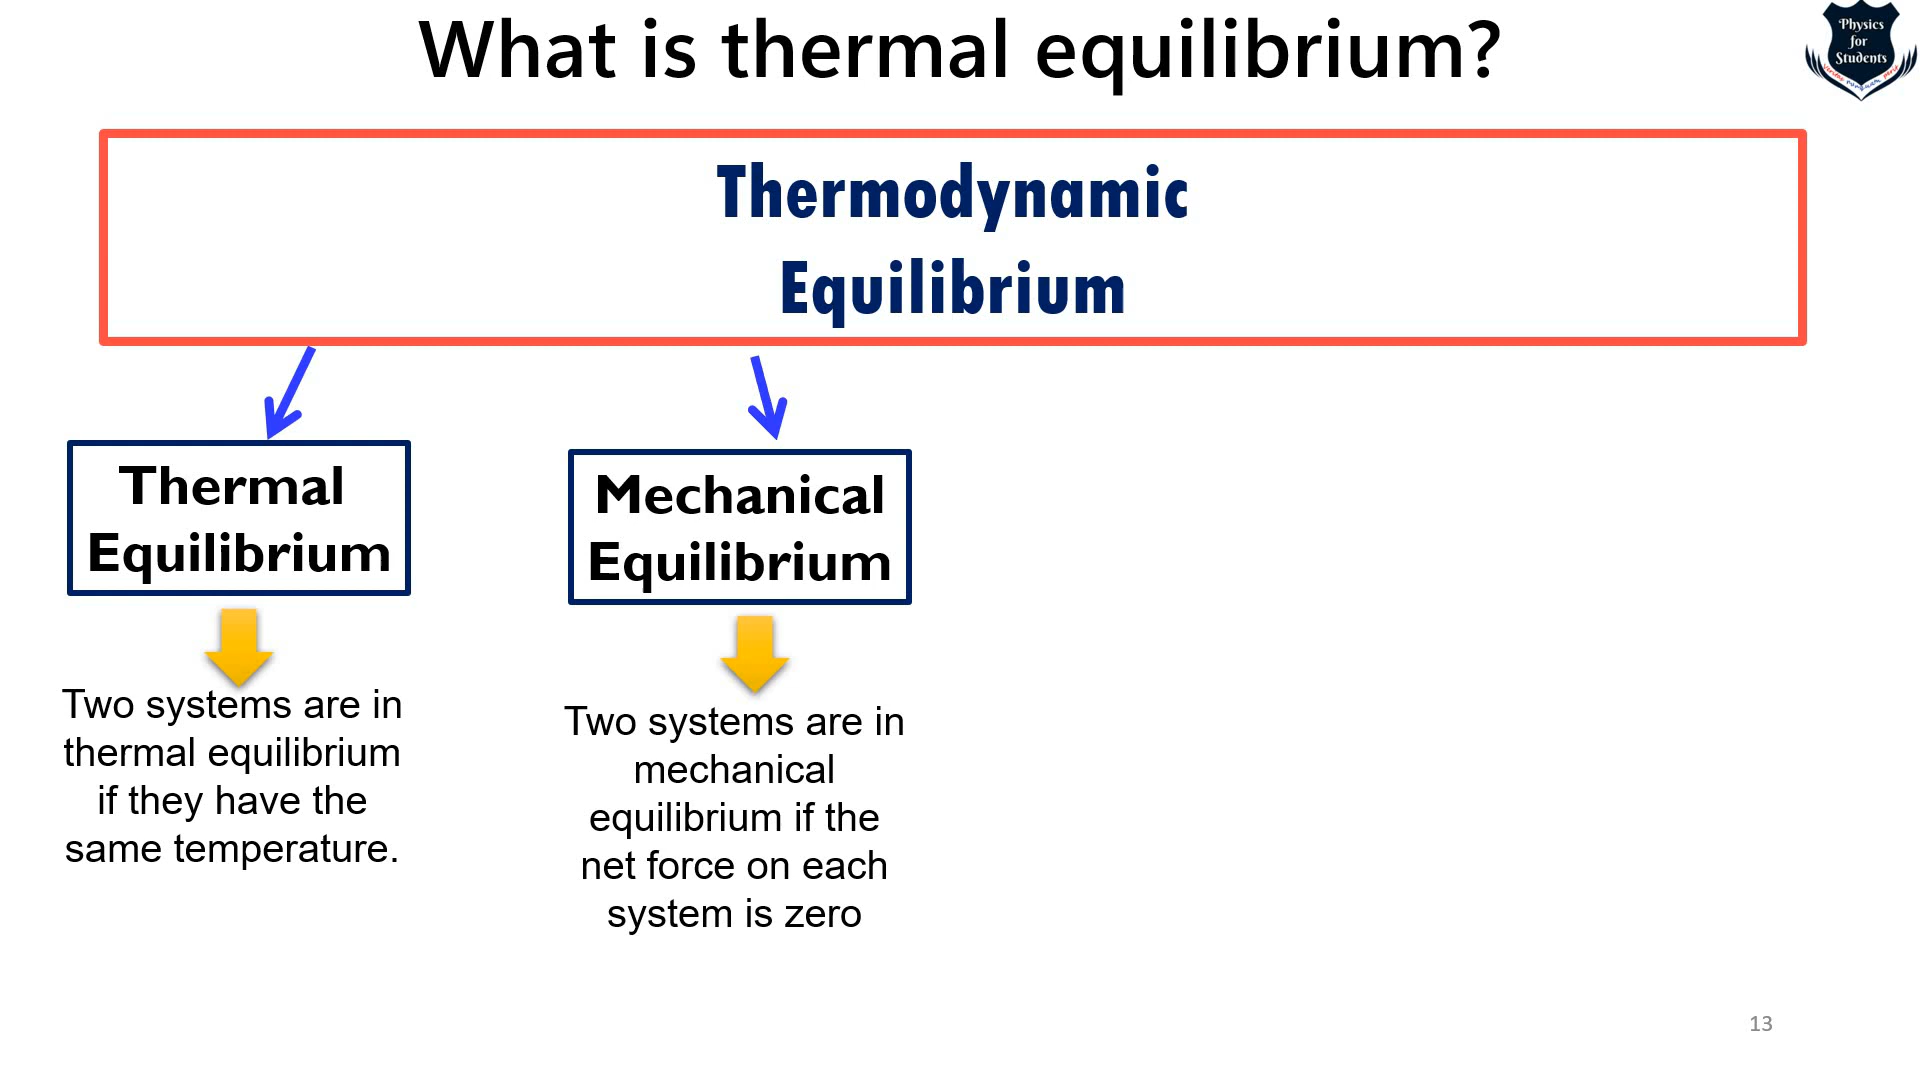 What is thermal equilibrium?
Physics
for
Students
Thermodynamic
Equilibrium
Thermal
Equilibrium
Mechanical
Equilibrium
Two systems are in
thermal equilibrium
if they have the
same temperature.
Two systems are in
mechanical
equilibrium if the
net force on each
system is zero
13